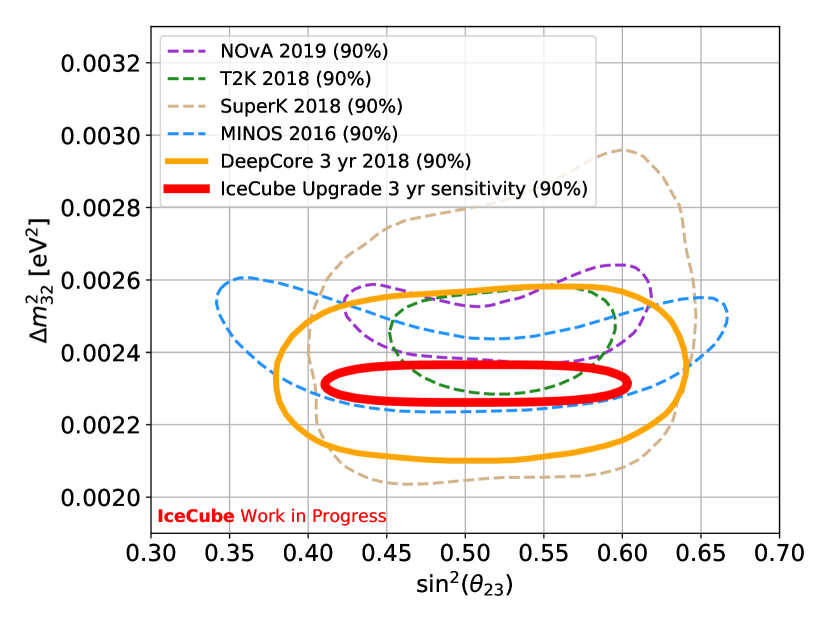 NOvA 2019 (90%)
T2K 2018 (90%)
SuperK 2018 (90%)
MINOS 2016 (90%)
DeepCore 3 yr 2018 (90%)
IceCube Upgrade 3 yr sensitivity (90%)
0.0032
0.0030
0.0028
0.0026
0.0024
0.0022
0.0020
Δm²₃₂ [eV²]
IceCube Work in Progress
0.30 0.35 0.40 0.45 0.50 0.55 0.60 0.65 0.70
sin²(θ₂₃)